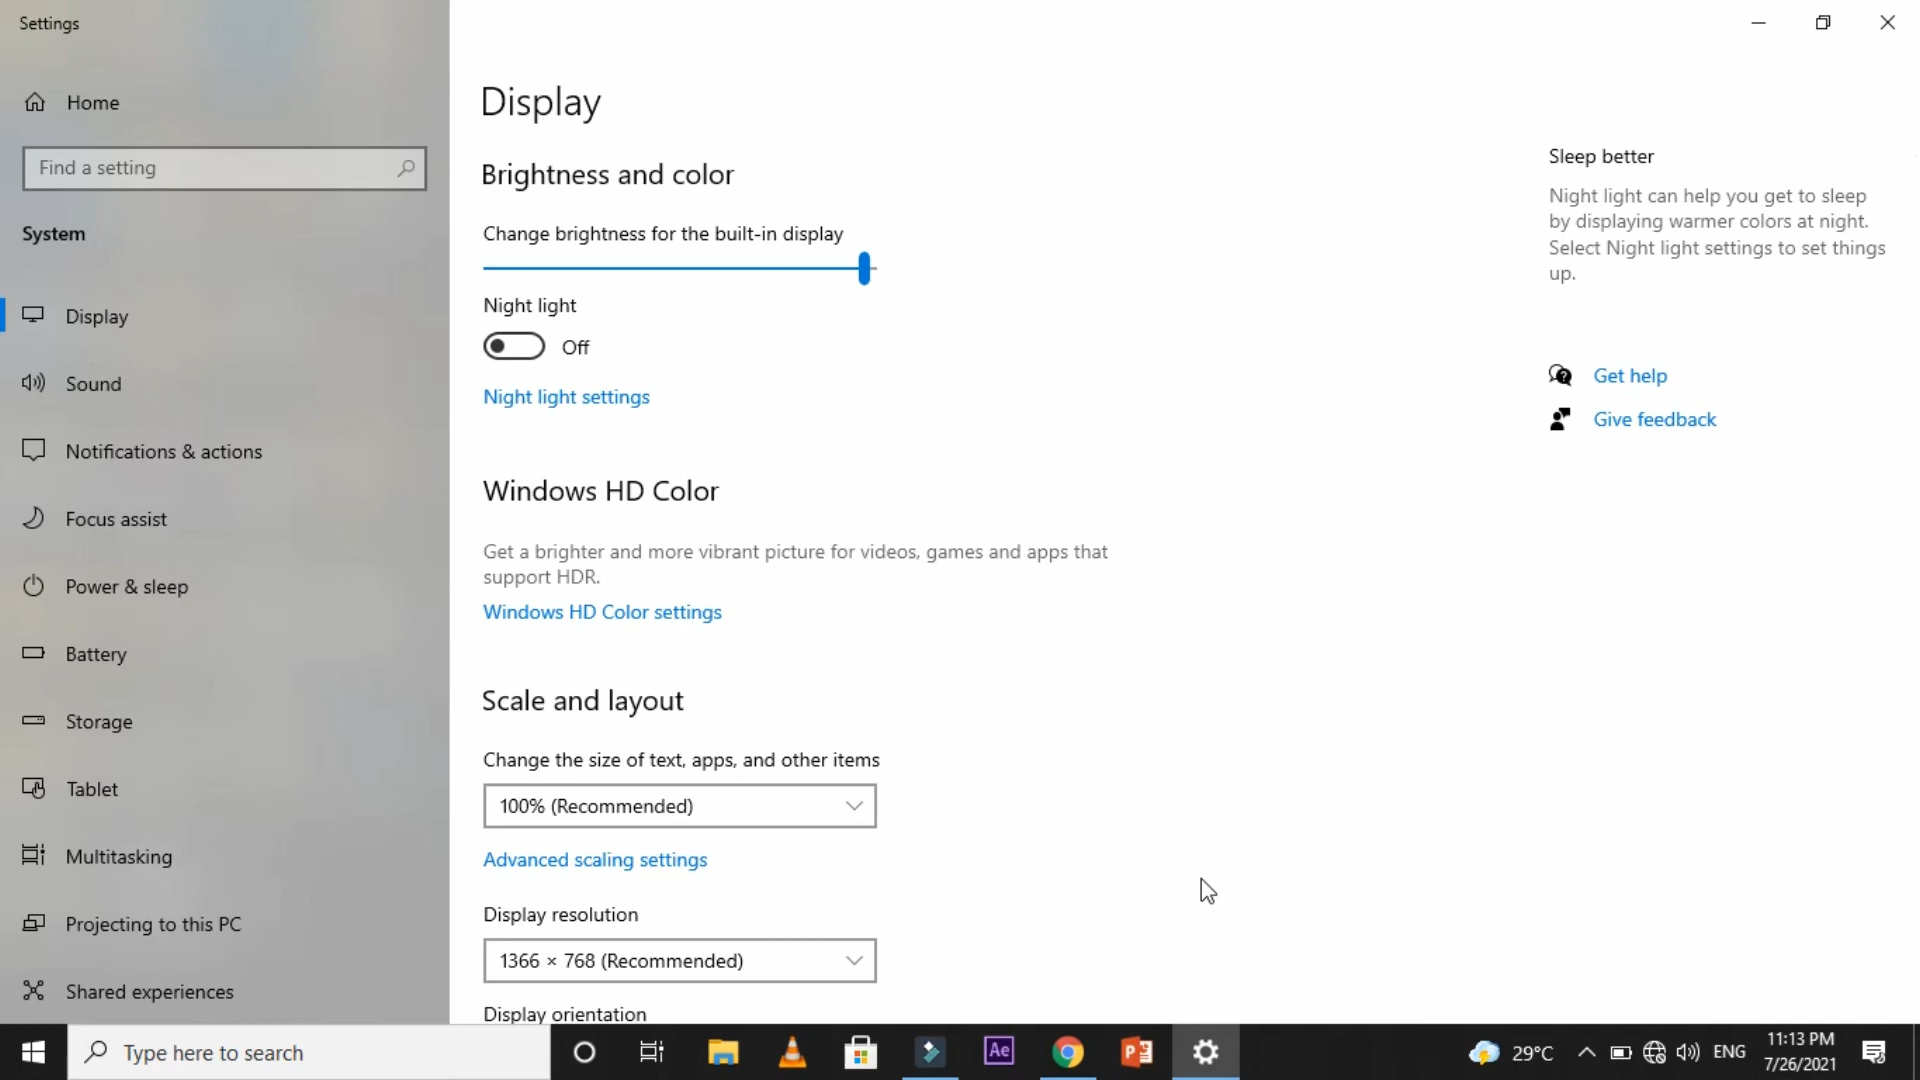 Settings
Home
Find a setting
System
Display
Sound
Notifications & actions
Focus assist
Power & sleep
Battery
Storage
Tablet
Multitasking
Projecting to this PC
Shared experiences
Display
Brightness and color
Change brightness for the built-in display
Night light
Off
Night light settings
Windows HD Color
Get a brighter and more vibrant picture for videos, games and apps that
support HDR.
Windows HD Color settings
Scale and layout
Change the size of text, apps, and other items
100% (Recommended)
Advanced scaling settings
Display resolution
1366 × 768 (Recommended)
Display orientation
Sleep better
Night light can help you get to sleep
by displaying warmer colors at night.
Select Night light settings to set things
up.
Get help
Give feedback
Type here to search
Ae
P
29°C
ENG
11:13 PM
7/26/2021